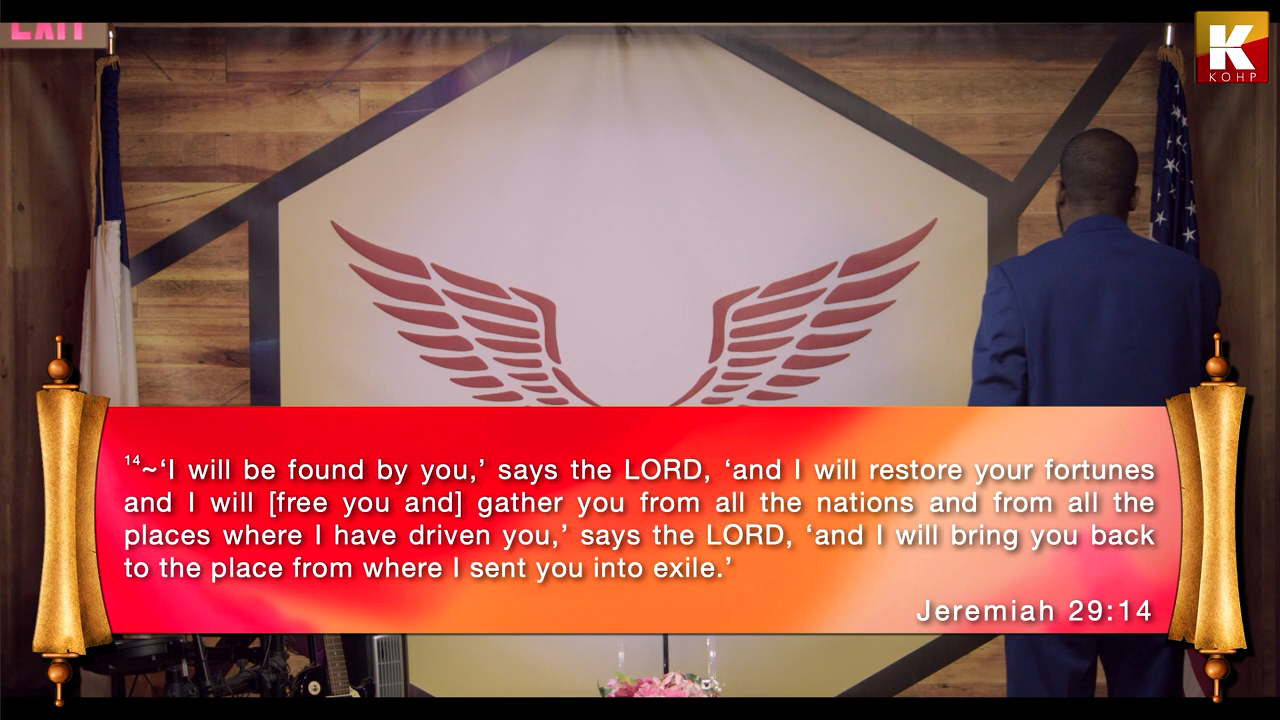 EXIT
K
KOHP
14~‘I will be found by you,’ says the LORD, ‘and I will restore your fortunes
and I will [free you and] gather you from all the nations and from all the
places where I have driven you,’ says the LORD, ‘and I will bring you back
to the place from where I sent you into exile.’
Jeremiah 29:14